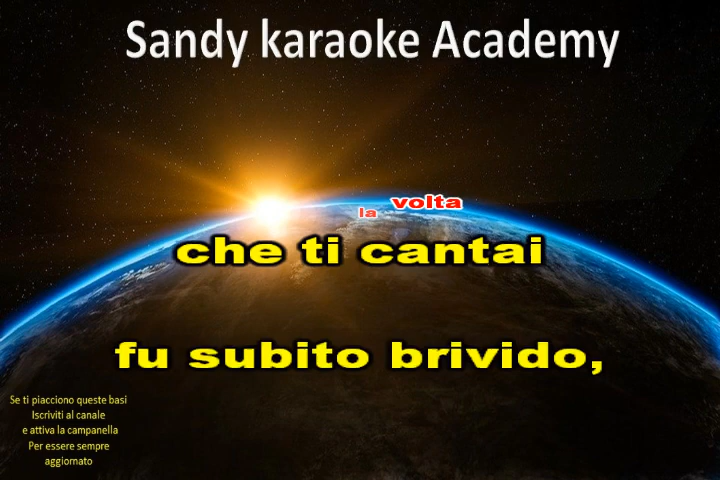 Sandy karaoke Academy
la volta
che ti cantai
fu subito brivido,
Se ti piacciono queste basi
Iscriviti al canale
e attiva la campanella
Per essere sempre
aggiornato